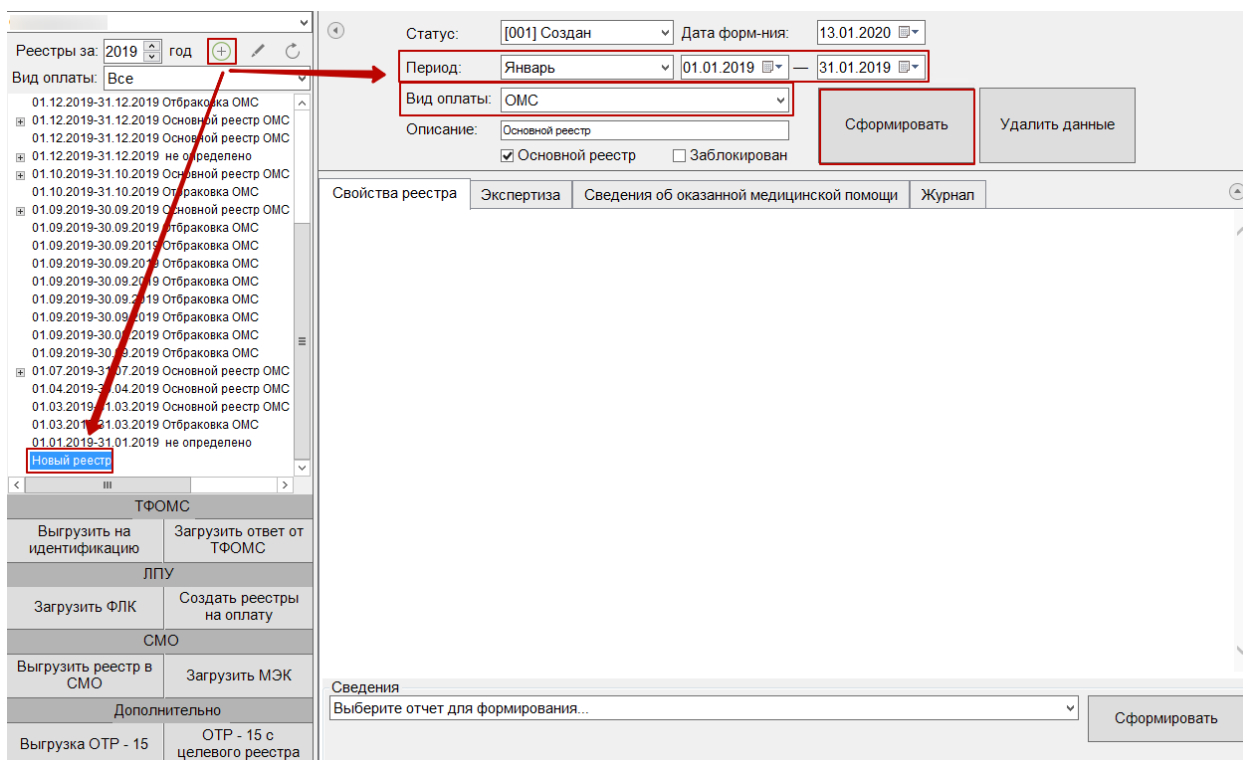 Реестры за: 2019 год
Вид оплаты: Все
01.12.2019-31.12.2019 Отбраковка ОМС
01.12.2019-31.12.2019 Основной реестр ОМС
01.12.2019-31.12.2019 Основной реестр ОМС
01.12.2019-31.12.2019 не определено
01.10.2019-31.10.2019 Основной реестр ОМС
01.10.2019-31.10.2019 Отбраковка ОМС
01.09.2019-30.09.2019 Основной реестр ОМС
01.09.2019-30.09.2019 Отбраковка ОМС
01.09.2019-30.09.2019 Отбраковка ОМС
01.09.2019-30.09.2019 Отбраковка ОМС
01.09.2019-30.09.2019 Отбраковка ОМС
01.09.2019-30.09.2019 Отбраковка ОМС
01.09.2019-30.09.2019 Отбраковка ОМС
01.09.2019-30.09.2019 Отбраковка ОМС
01.09.2019-30.09.2019 Отбраковка ОМС
01.07.2019-31.07.2019 Основной реестр ОМС
01.04.2019-30.04.2019 Основной реестр ОМС
01.03.2019-31.03.2019 Основной реестр ОМС
01.03.2019-31.03.2019 Отбраковка ОМС
01.01.2019-31.01.2019 не определено
Новый реестр
ТФОМС
Выгрузить на
идентификацию
Загрузить ответ от
ТФОМС
ЛПУ
Загрузить ФЛК
Создать реестры
на оплату
СМО
Выгрузить реестр в
СМО
Загрузить МЭК
Дополнительно
Выгрузка ОТР - 15
ОТР - 15 с
целевого реестра
Статус: [001] Создан Дата форм-ния: 13.01.2020
Период: Январь 01.01.2019 — 31.01.2019
Вид оплаты: ОМС
Описание: Основной реестр
Основной реестр Заблокирован
Сформировать
Удалить данные
Свойства реестра Экспертиза Сведения об оказанной медицинской помощи Журнал
Сведения
Выберите отчет для формирования...
Сформировать